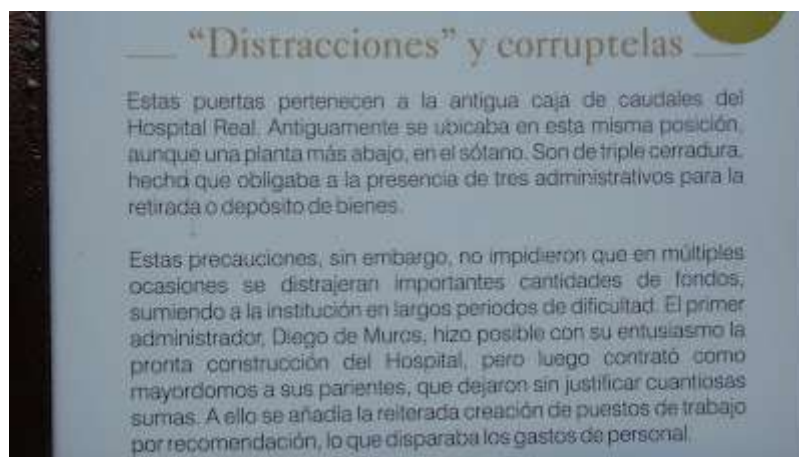 “Distracciones” y corruptelas
Estas puertas pertenecen a la antigua caja de caudales del
Hospital Real. Antiguamente se ubicaba en esta misma posición,
aunque una planta más abajo, en el sótano. Son de triple cerradura,
hecho que obligaba a la presencia de tres administrativos para la
retirada o depósito de bienes.
Estas precauciones, sin embargo, no impidieron que en múltiples
ocasiones se distrajeran importantes cantidades de fondos,
sumiendo a la institución en largos periodos de dificultad. El primer
administrador, Diego de Muros, hizo posible con su entusiasmo la
pronta construcción del Hospital, pero luego contrató como
mayordomos a sus parientes, que dejaron sin justificar cuantiosas
sumas. A ello se añadía la reiterada creación de puestos de trabajo
por recomendación, lo que disparaba los gastos de personal.